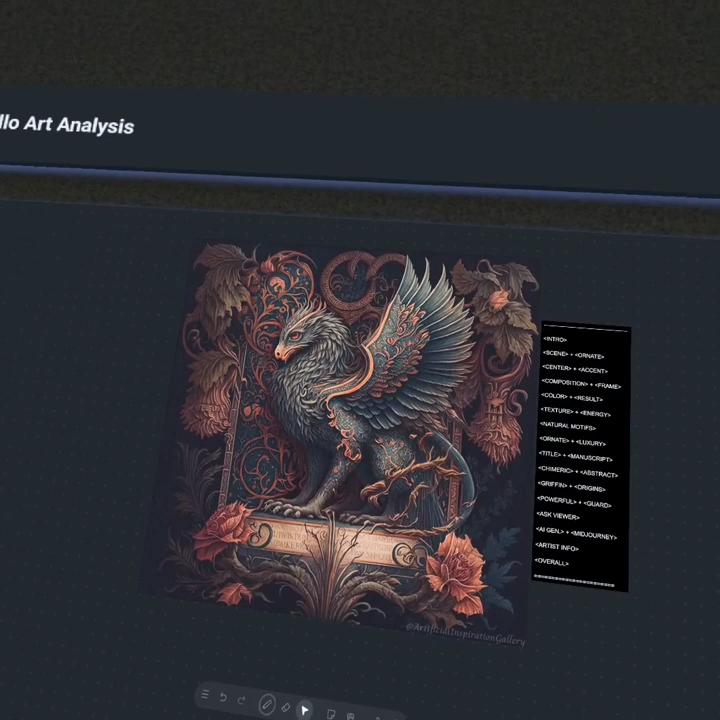 llo Art Analysis
<INTRO>
<SCENE> + <ORNATE>
<CENTER> + <ACCENT>
<COMPOSITION> + <FRAME>
<COLOR> + <RESULT>
<TEXTURE> + <ENERGY>
<NATURAL MOTIFS>
<ORNATE> + <LUXURY>
<TITLE> + <MANUSCRIPT>
<CHIMERIC> + <ABSTRACT>
<GRIFFIN> + <ORIGINS>
<POWERFUL> + <GUARD>
<ASK VIEWER>
<AI GEN.> + <MIDJOURNEY>
<ARTIST INFO>
<OVERALL>
@ArtificialInspirationGallery